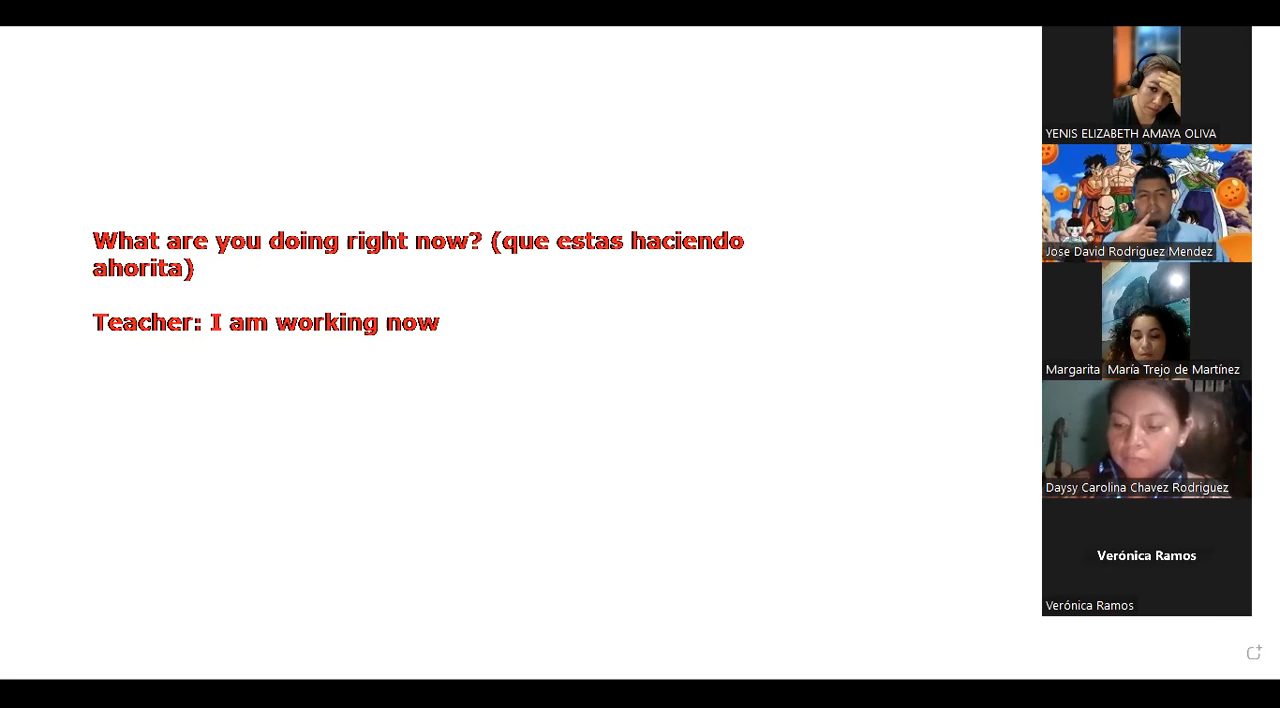 What are you doing right now? (que estas haciendo
ahorita)
Teacher: I am working now
YENIS ELIZABETH AMAYA OLIVA
Jose David Rodriguez Mendez
Margarita María Trejo de Martínez
Daysy Carolina Chavez Rodriguez
Verónica Ramos
Verónica Ramos